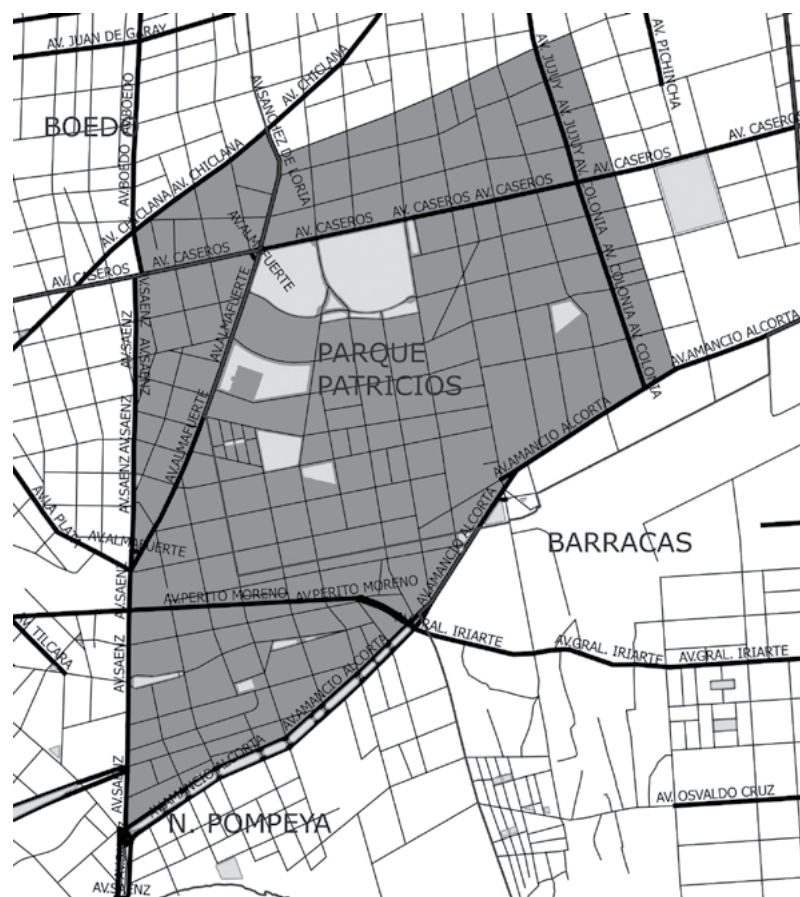 AV. JUAN DE GARAY
AV. CHICLANA
AV. PICHINCHA
AV. JUJUY
AV. JUJUY
AV.BOEDO
BOEDO
AV.BOEDO
AV.SANCHEZ DE LORIA
AV. CHICLANA
AV. CHICLANA
AV. CASEROS
AV. CASEROS
AV. CASEROS
AV. CASEROS
AV. CASEROS
AV. CASEROS
AV. CASEROS
AV.ALMAFUERTE
AV. COLONIA
AV. COLONIA
AV. COLONIA
AV.SAENZ
AV.SAENZ
AV.SAENZ
AV.ALMAFUERTE
PARQUE
PATRICIOS
AV.AMANCIO ALCORTA
AV.SAENZ
AV.SAENZ
AV.ALMAFUERTE
AV.AMANCIO ALCORTA
AV.LA PLATA
AV.ALMAFUERTE
AV.AMANCIO ALCORTA
BARRACAS
AV.SAENZ
AV.PERITO MORENO
AV.PERITO MORENO
AV. TILCARA
GRAL. IRIARTE
AV.GRAL. IRIARTE
AV.GRAL. IRIARTE
AV.SAENZ
AV.AMANCIO ALCORTA
AV.AMANCIO ALCORTA
AV.SAENZ
N. POMPEYA
AV. OSVALDO CRUZ
AV.SAENZ